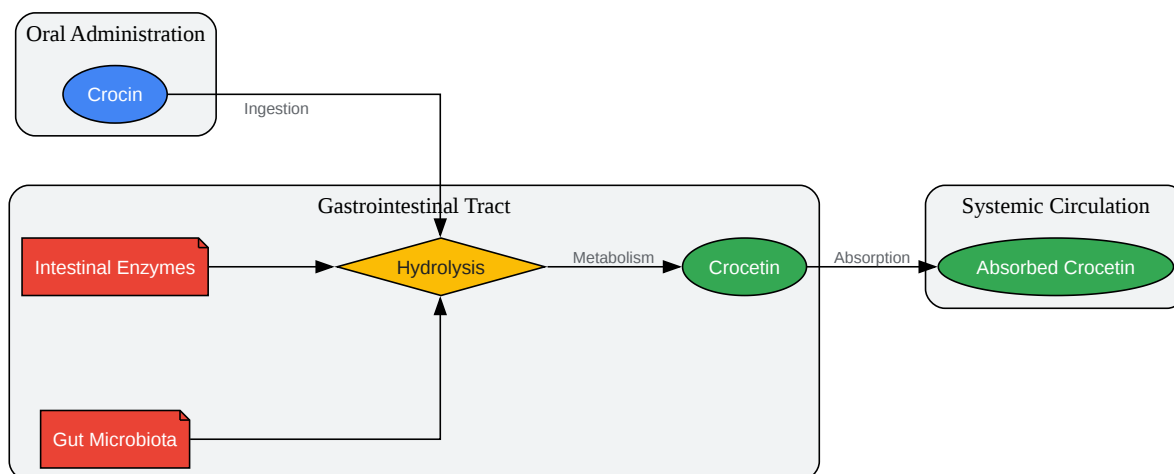 Oral Administration
Crocin
Ingestion
Gastrointestinal Tract
Systemic Circulation
Intestinal Enzymes
Hydrolysis
Metabolism
Crocetin
Absorption
Absorbed Crocetin
Gut Microbiota